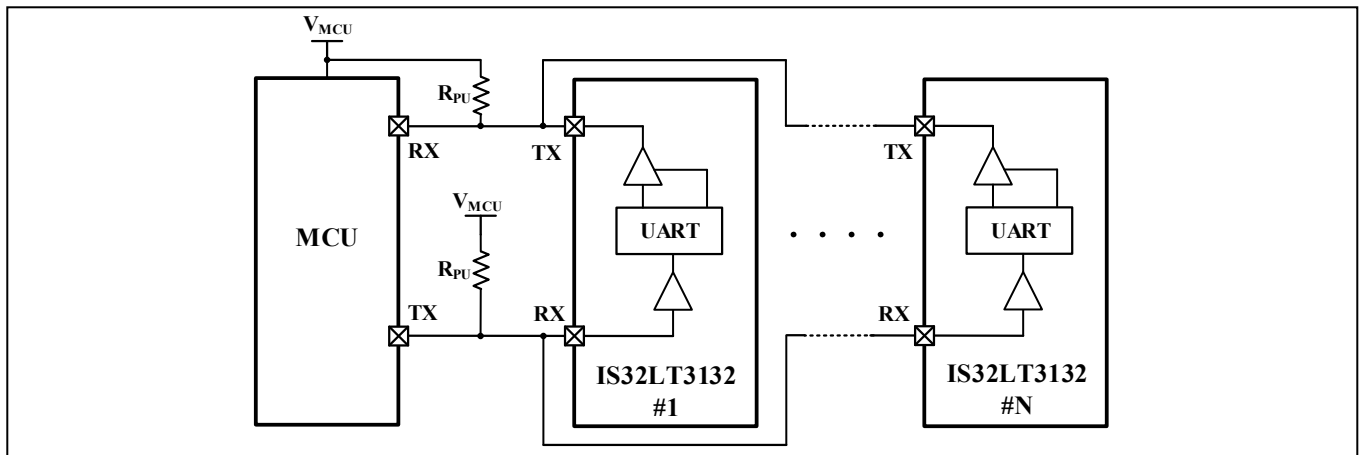 VMCU
RPU
RX
TX
TX
VMCU
MCU
UART
. . . .
UART
RPU
TX
RX
RX
IS32LT3132
#1
IS32LT3132
#N